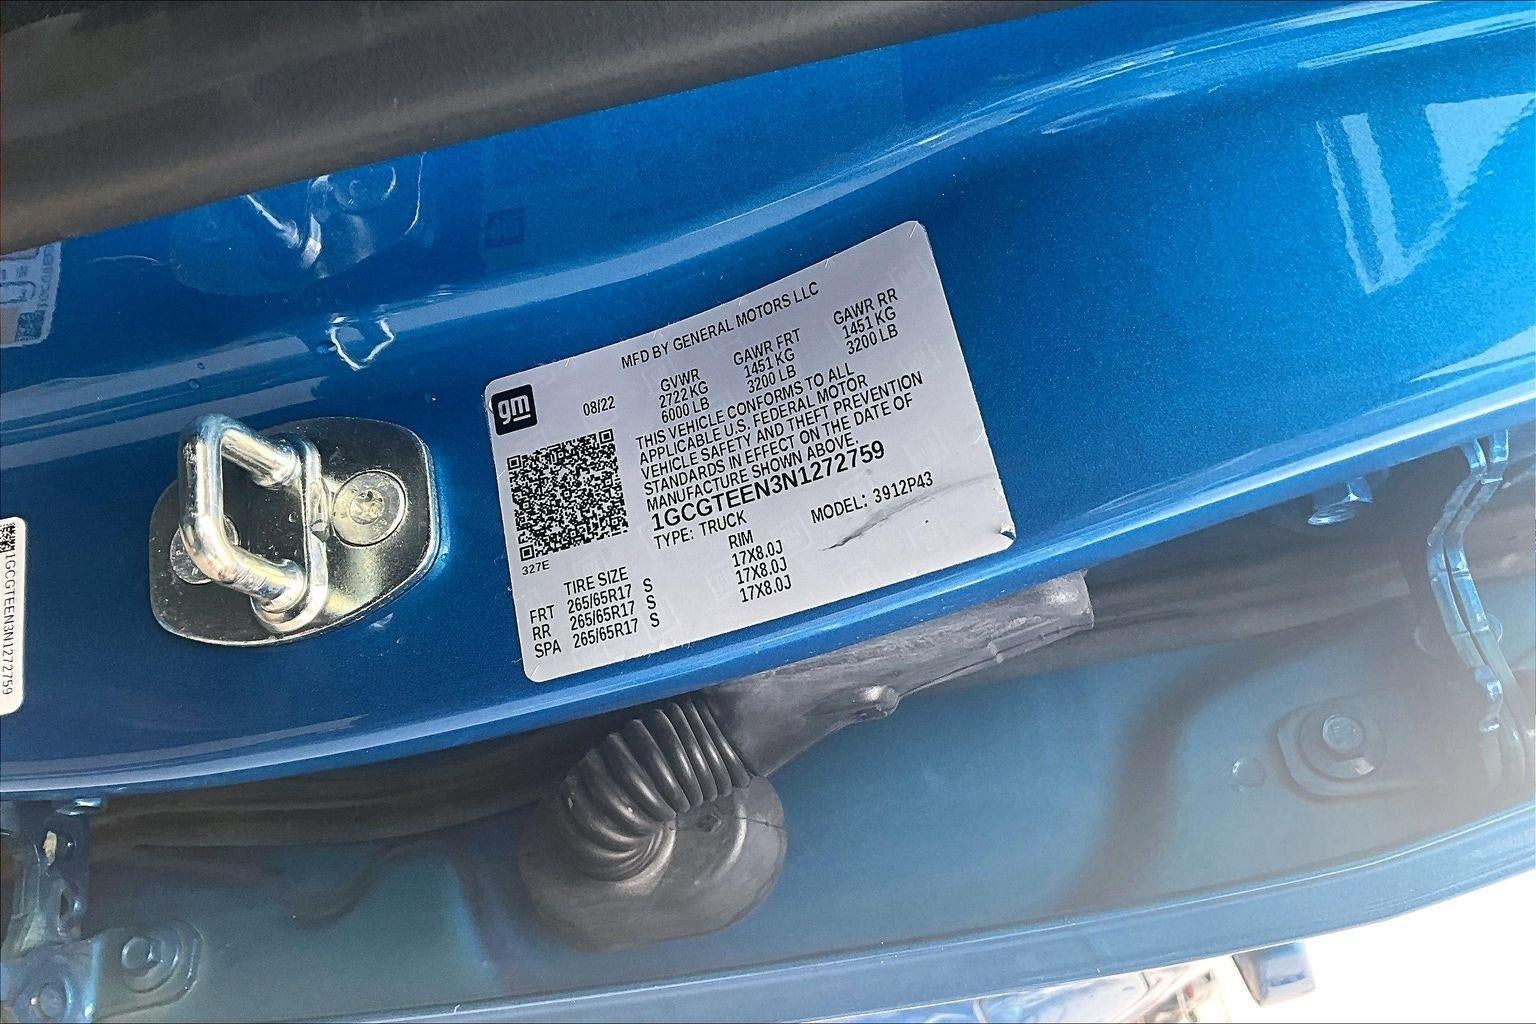 MFD BY GENERAL MOTORS LLC
gm
08/22
GVWR
2722 KG
6000 LB
GAWR FRT
1451 KG
3200 LB
GAWR RR
1451 KG
3200 LB
THIS VEHICLE CONFORMS TO ALL
APPLICABLE U.S. FEDERAL MOTOR
VEHICLE SAFETY AND THEFT PREVENTION
STANDARDS IN EFFECT ON THE DATE OF
MANUFACTURE SHOWN ABOVE.
1GCGTEEN3N1272759
TYPE: TRUCK MODEL: 3912P43
327E
TIRE SIZE RIM
FRT 265/65R17 S 17X8.0J
RR 265/65R17 S 17X8.0J
SPA 265/65R17 S 17X8.0J
1GCGTEEN3N1272759